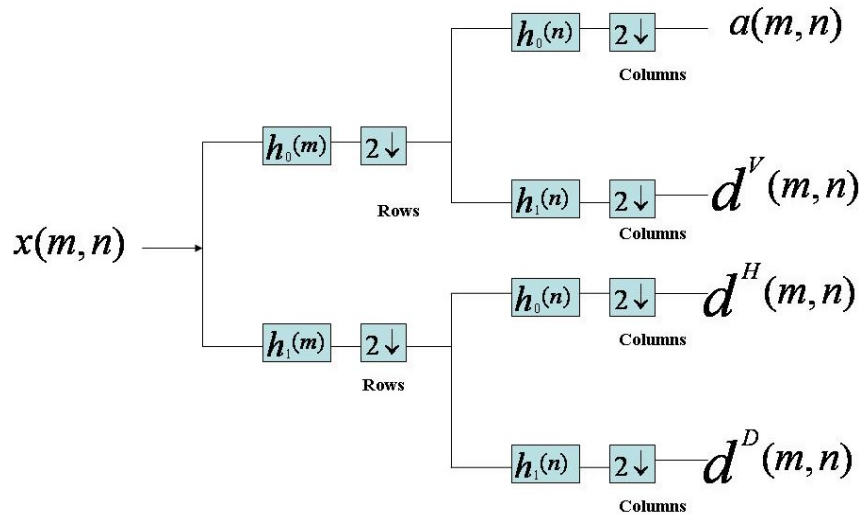 h₀(n) 2↓ a(m,n)
Columns
h₀(m) 2↓
Rows
h₁(n) 2↓ d^V(m,n)
Columns
x(m,n)
h₀(n) 2↓ d^H(m,n)
Columns
h₁(m) 2↓
Rows
h₁(n) 2↓ d^D(m,n)
Columns